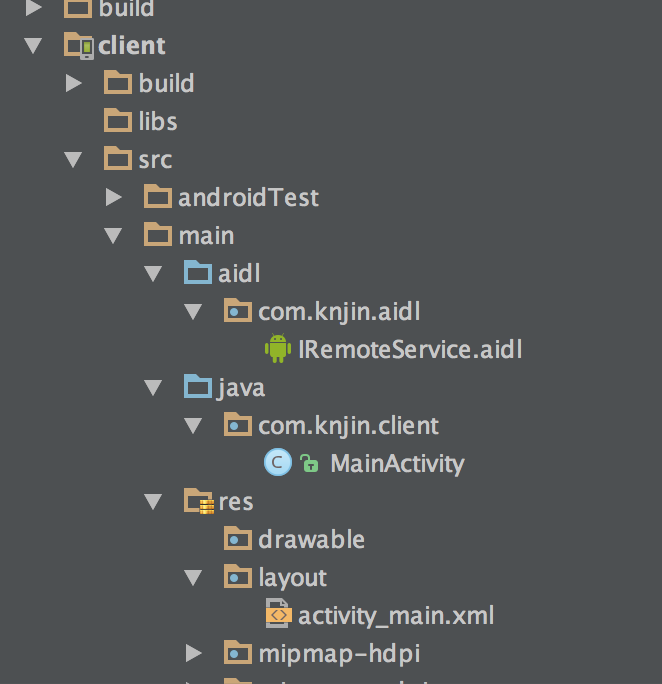 build
client
build
libs
src
androidTest
main
aidl
com.knjin.aidl
IRemoteService.aidl
java
com.knjin.client
C MainActivity
res
drawable
layout
activity_main.xml
mipmap-hdpi